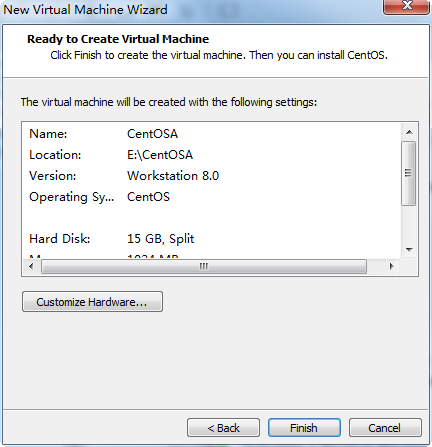 New Virtual Machine Wizard
Ready to Create Virtual Machine
Click Finish to create the virtual machine. Then you can install CentOS.
The virtual machine will be created with the following settings:
Name: CentOSA
Location: E:\CentOSA
Version: Workstation 8.0
Operating Sy... CentOS
Hard Disk: 15 GB, Split
Customize Hardware...
< Back Finish Cancel